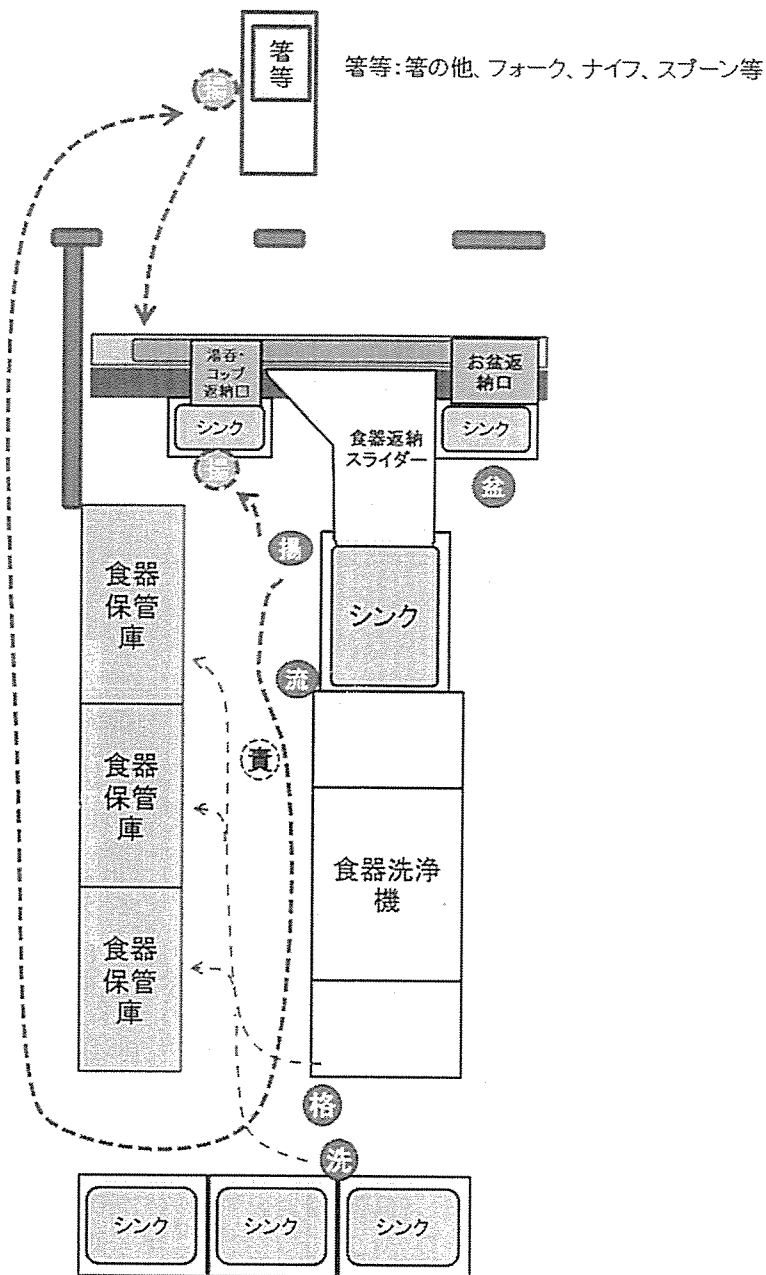 箸
等
箸等：箸の他、フォーク、ナイフ、スプーン等
湯呑・
コップ
返納口
お盆返
納口
シンク
シンク
食器返納
スライダー
盆
揚
シンク
流
責
食器
保管
庫
食器
保管
庫
食器
保管
庫
食器洗浄
機
格
洗
シンク
シンク
シンク